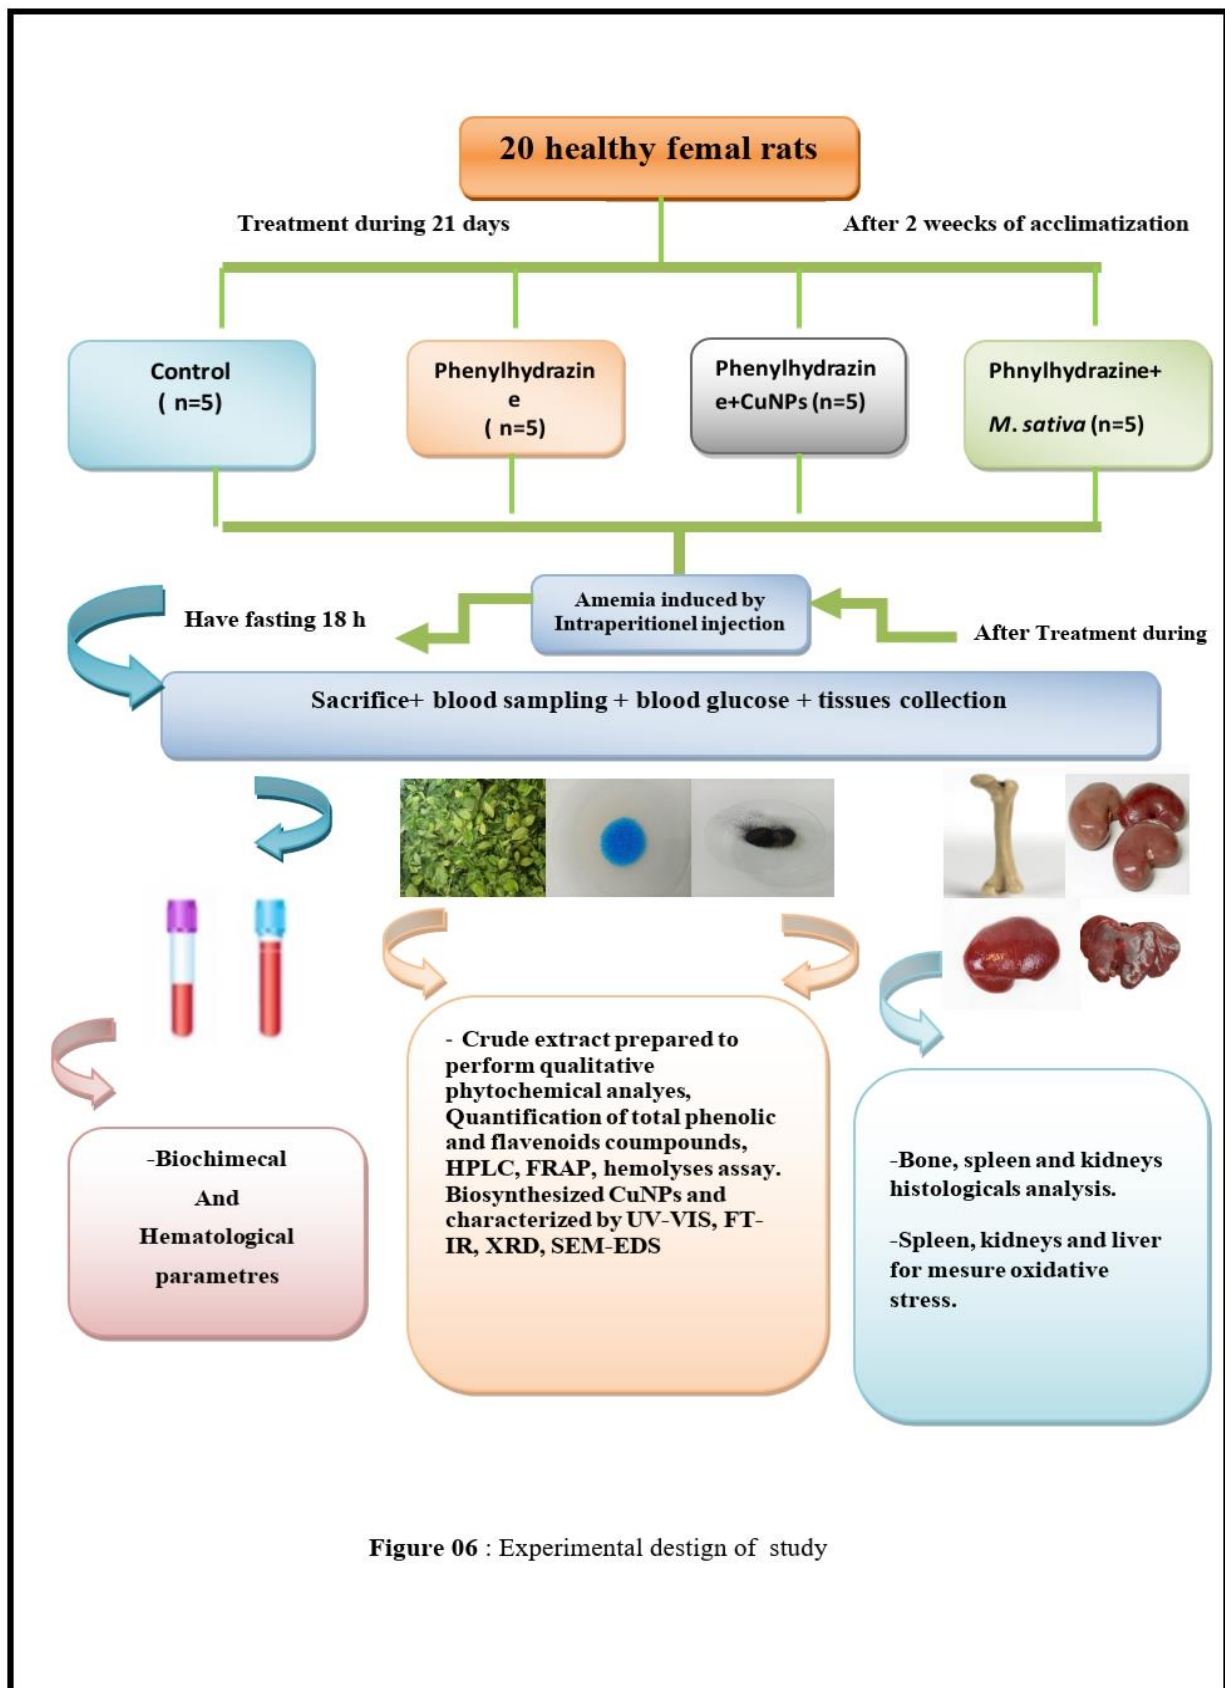 20 healthy femal rats
Treatment during 21 days
After 2 weecks of acclimatization
Control
( n=5)
Phenylhydrazin
e
( n=5)
Phenylhydrazin
e+CuNPs (n=5)
Phnylhydrazine+
M. sativa (n=5)
Have fasting 18 h
Amemia induced by
Intraperitionel injection
After Treatment during
Sacrifice+ blood sampling + blood glucose + tissues collection
-Biochimecal
And
Hematological
parametres
- Crude extract prepared to
perform qualitative
phytochemical analyes,
Quantification of total phenolic
and flavenoids coumpounds,
HPLC, FRAP, hemolyses assay.
Biosynthesized CuNPs and
characterized by UV-VIS, FT-
IR, XRD, SEM-EDS
-Bone, spleen and kidneys
histologicals analysis.
-Spleen, kidneys and liver
for mesure oxidative
stress.
Figure 06 : Experimental destign of study